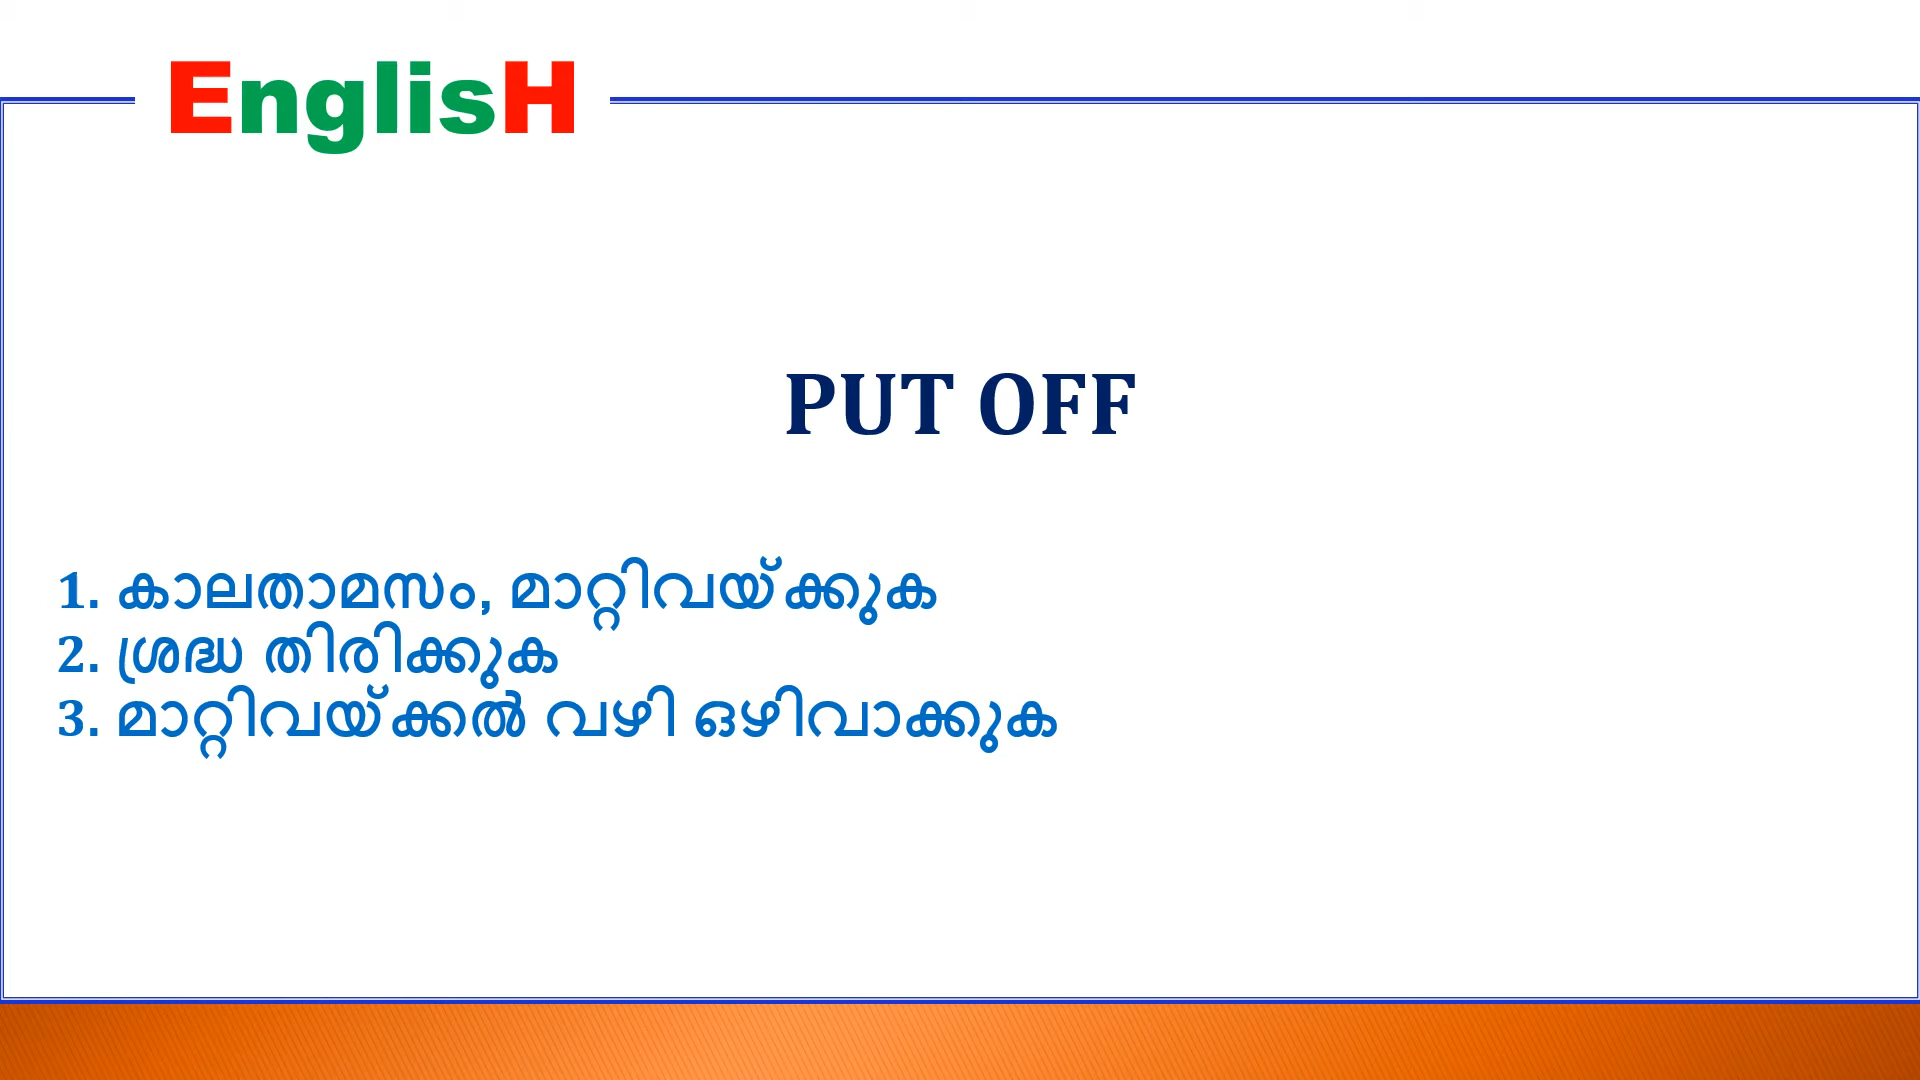 EnglisH
PUT OFF
1. കാലതാമസം, മാറ്റിവയ്ക്കുക
2. ശ്രദ്ധ തിരിക്കുക
3. മാറ്റിവയ്ക്കൽ വഴി ഒഴിവാക്കുക